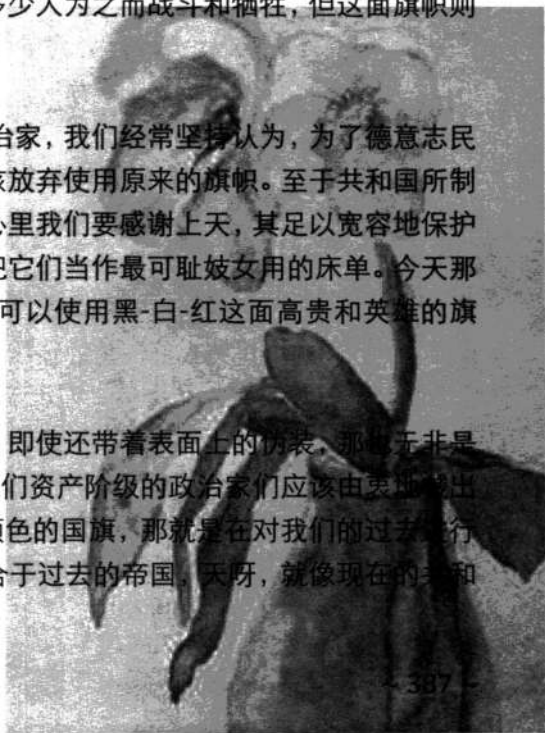 多少人为之而战斗和牺牲，但这面旗帜则
治家，我们经常坚持认为，为了德意志民
该放弃使用原来的旗帜。至于共和国所制
心里我们要感谢上天，其足以宽容地保护
把它们当作最可耻妓女用的床单。今天那
可以使用黑-白-红这面高贵和英雄的旗
即使还带着表面上的伪装，那也无非是
们资产阶级的政治家们应该由衷地 出
颜色的国旗，那就是在对我们的过去进行
合于过去的帝国，天呀，就像现在的共和
~ 387 ~